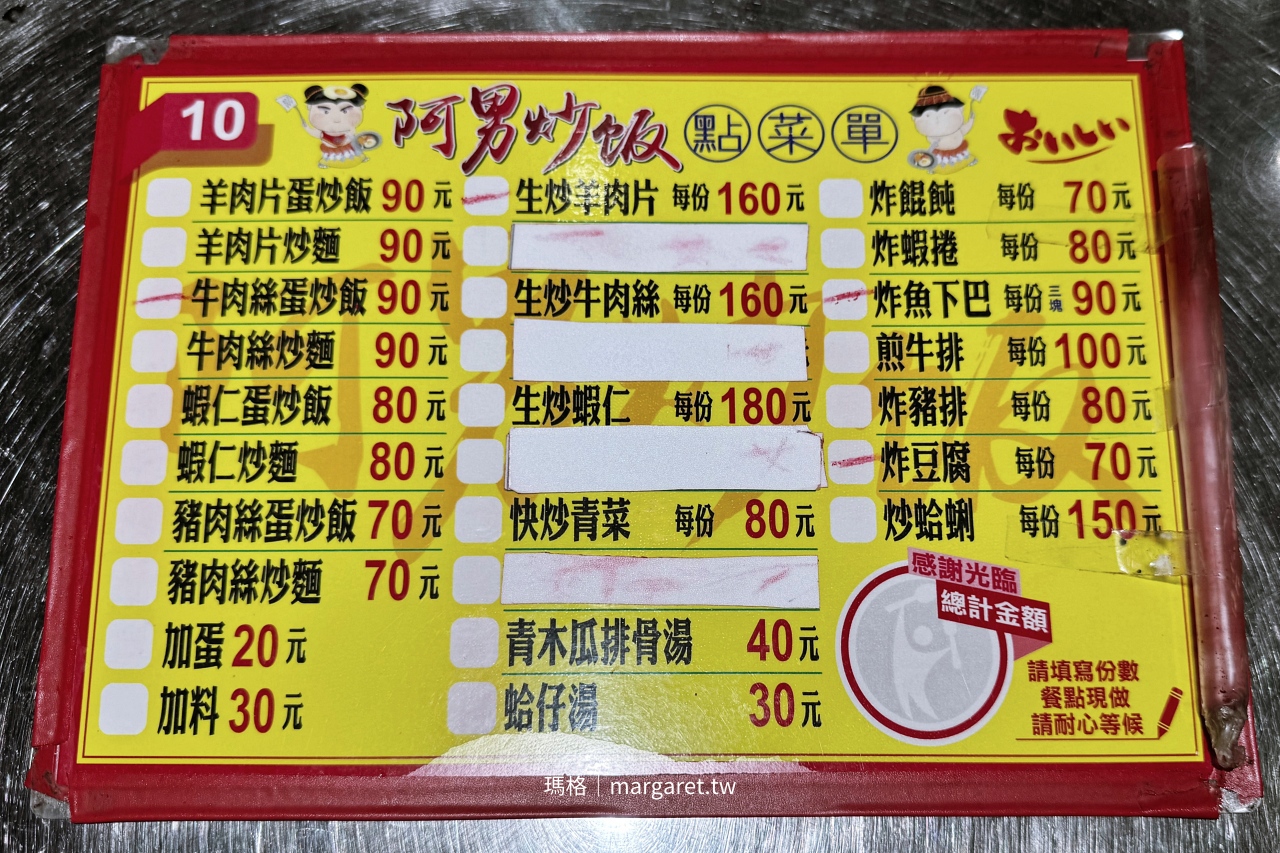 10
阿男炒飯 點菜單
おいしい
羊肉片蛋炒飯 90元
羊肉片炒麵 90元
牛肉絲蛋炒飯 90元
牛肉絲炒麵 90元
蝦仁蛋炒飯 80元
蝦仁炒麵 80元
豬肉絲蛋炒飯 70元
豬肉絲炒麵 70元
加蛋 20元
加料 30元
生炒羊肉片 每份 160元
生炒牛肉絲 每份 160元
生炒蝦仁 每份 180元
快炒青菜 每份 80元
青木瓜排骨湯 40元
蛤仔湯 30元
炸餛飩 每份 70元
炸蝦捲 每份 80元
炸魚下巴 每份 三塊 90元
煎牛排 每份 100元
炸豬排 每份 80元
炸豆腐 每份 70元
炒蛤蜊 每份 150元
感謝光臨
總計金額
請填寫份數
餐點現做
請耐心等候
瑪格｜margaret.tw